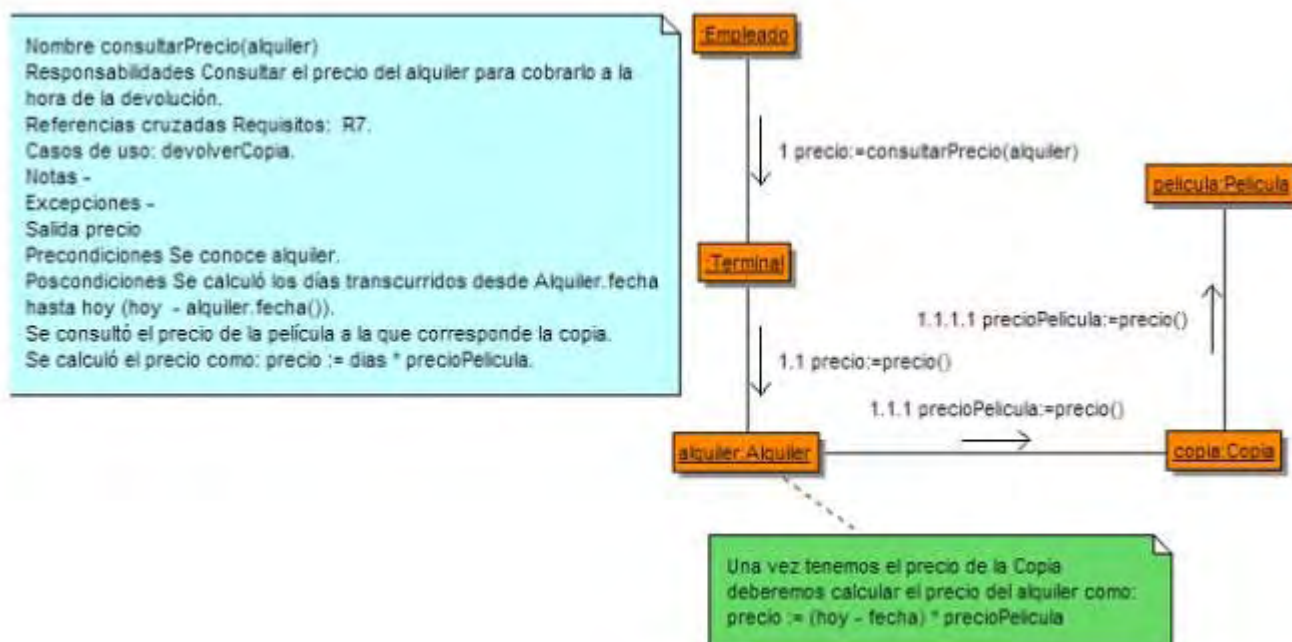 Nombre consultarPrecio(alquiler)
Responsabilidades Consultar el precio del alquiler para cobrarlo a la
hora de la devolución.
Referencias cruzadas Requisitos: R7.
Casos de uso: devolverCopia.
Notas -
Excepciones -
Salida precio
Precondiciones Se conoce alquiler.
Poscondiciones Se calculó los días transcurridos desde Alquiler.fecha
hasta hoy (hoy - alquiler.fecha()).
Se consultó el precio de la película a la que corresponde la copia.
Se calculó el precio como: precio := dias * precioPelicula.
:Empleado
1 precio:=consultarPrecio(alquiler)
pelicula:Pelicula
:Terminal
1.1.1.1 precioPelicula:=precio()
1.1 precio:=precio()
1.1.1 precioPelicula:=precio()
alquiler:Alquiler
copia:Copia
Una vez tenemos el precio de la Copia
deberemos calcular el precio del alquiler como:
precio := (hoy - fecha) * precioPelicula